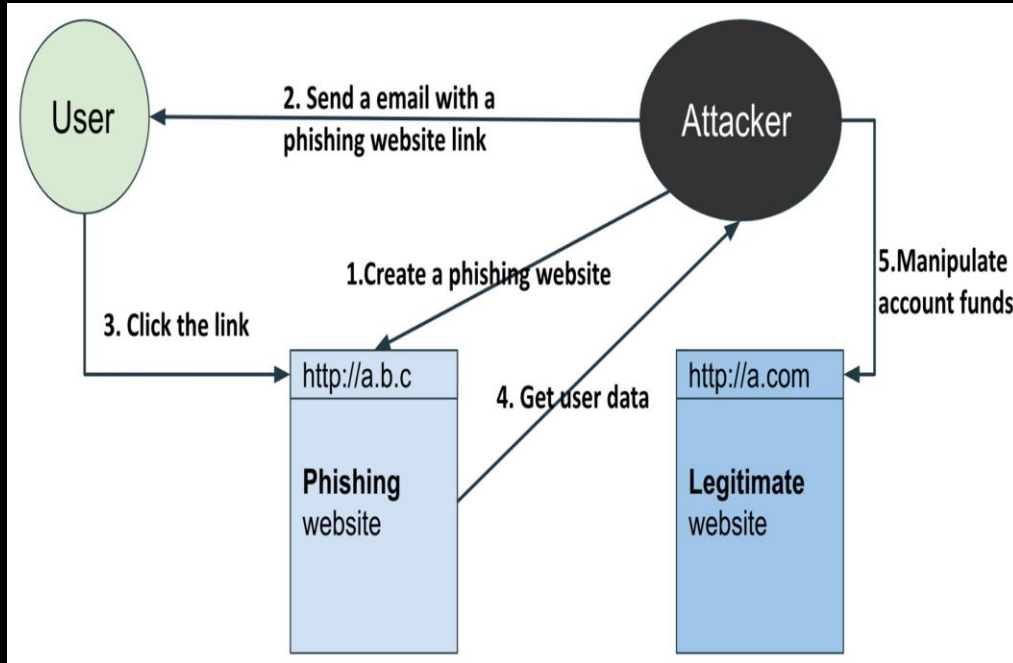 User
2. Send a email with a
phishing website link
Attacker
1.Create a phishing website
5.Manipulate
account funds
3. Click the link
http://a.b.c
4. Get user data
http://a.com
Phishing
website
Legitimate
website